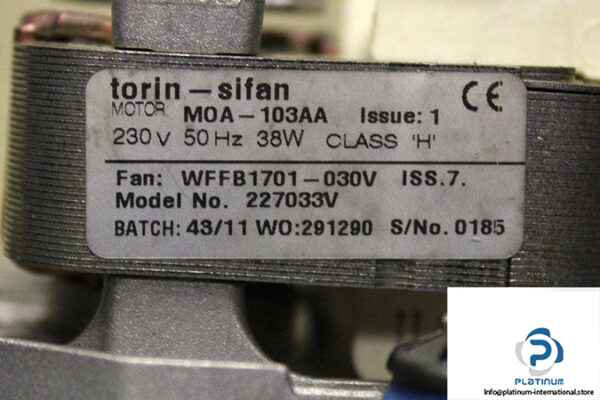 torin-sifan
MOTOR: MOA-103AA Issue: 1
CE
230 V 50 Hz 38W CLASS 'H'
Fan: WFFB1701-030V ISS.7.
Model No. 227033V
BATCH: 43/11 WO:291290 S/No. 0185
PLATINUM
Info@platinum-international.store